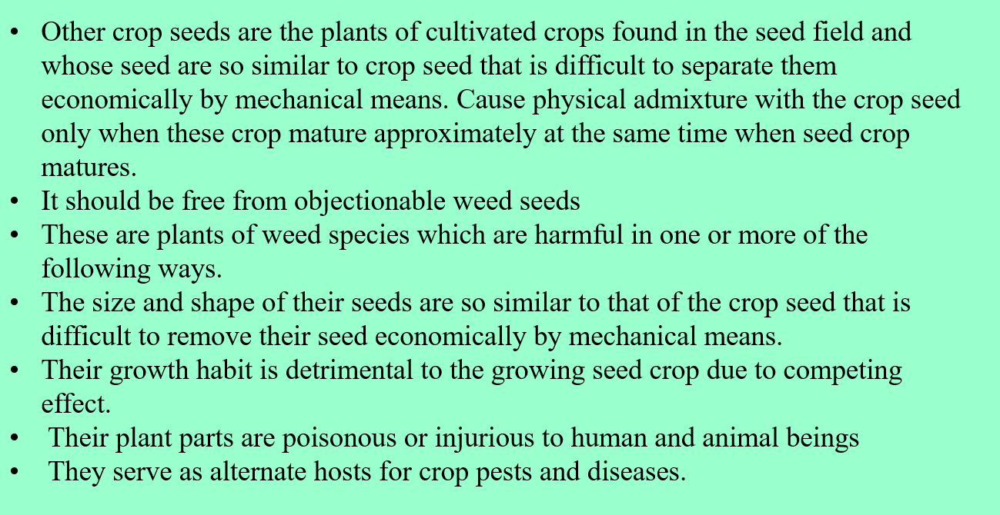 • Other crop seeds are the plants of cultivated crops found in the seed field and
whose seed are so similar to crop seed that is difficult to separate them
economically by mechanical means. Cause physical admixture with the crop seed
only when these crop mature approximately at the same time when seed crop
matures.
• It should be free from objectionable weed seeds
• These are plants of weed species which are harmful in one or more of the
following ways.
• The size and shape of their seeds are so similar to that of the crop seed that is
difficult to remove their seed economically by mechanical means.
• Their growth habit is detrimental to the growing seed crop due to competing
effect.
• Their plant parts are poisonous or injurious to human and animal beings
• They serve as alternate hosts for crop pests and diseases.